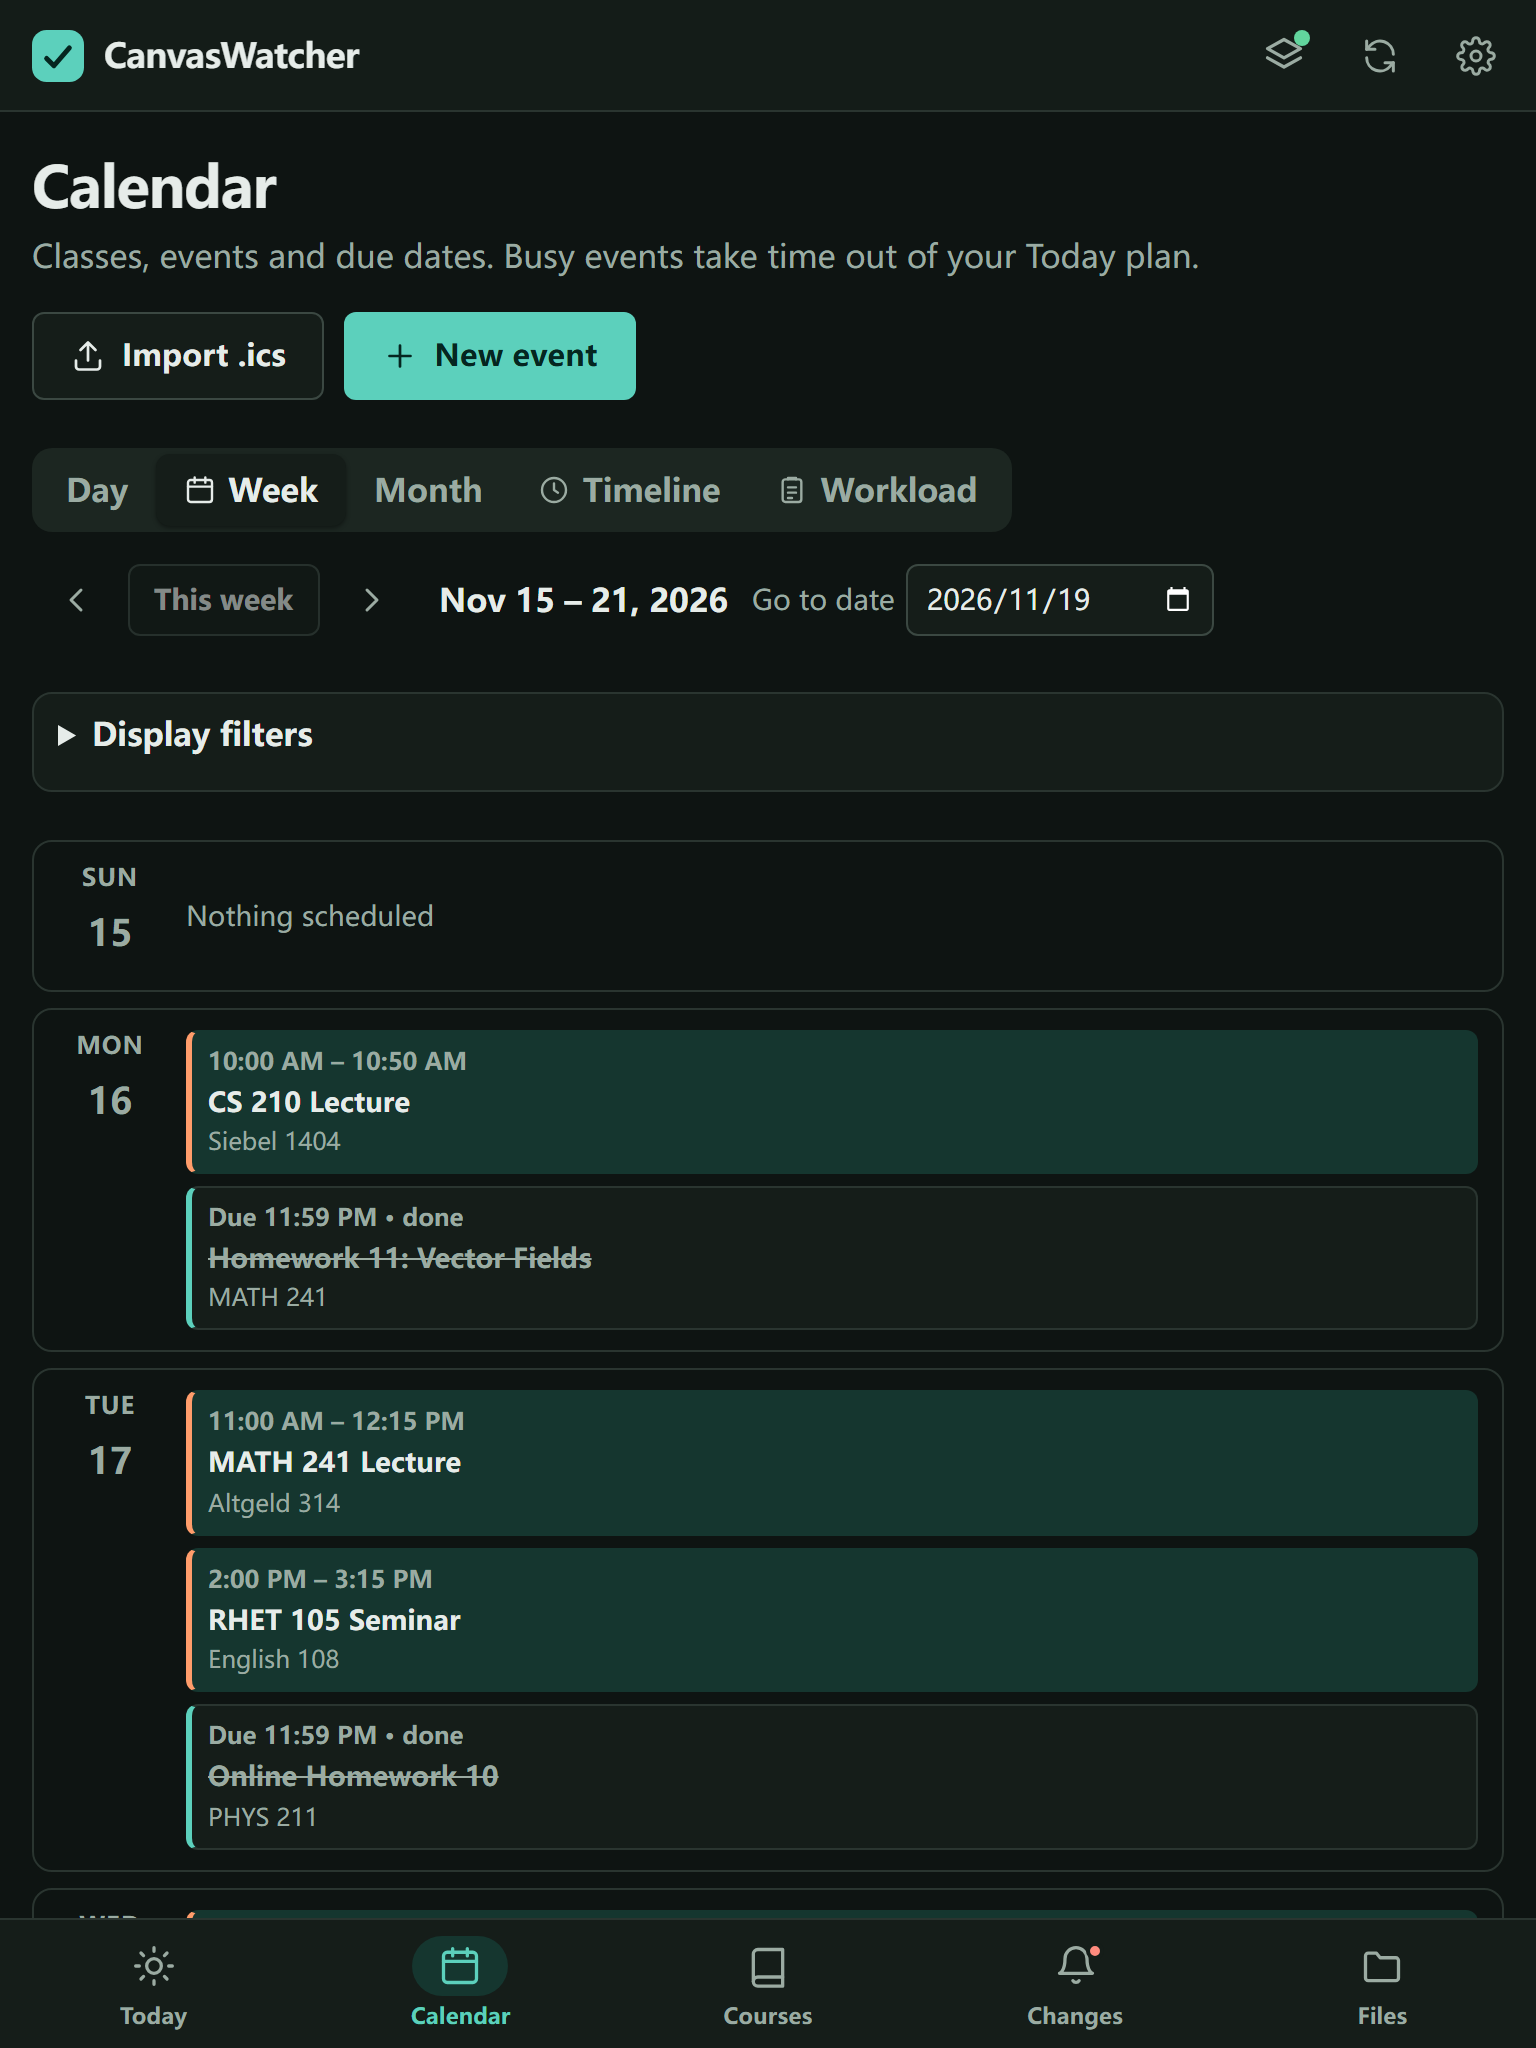 CanvasWatcher
Calendar
Classes, events and due dates. Busy events take time out of your Today plan.
Import .ics
New event
Day Week Month Timeline Workload
This week Nov 15 – 21, 2026 Go to date 2026/11/19
Display filters
SUN
15
Nothing scheduled
MON
16
10:00 AM – 10:50 AM
CS 210 Lecture
Siebel 1404
Due 11:59 PM • done
Homework 11: Vector Fields
MATH 241
TUE
17
11:00 AM – 12:15 PM
MATH 241 Lecture
Altgeld 314
2:00 PM – 3:15 PM
RHET 105 Seminar
English 108
Due 11:59 PM • done
Online Homework 10
PHYS 211
Today Calendar Courses Changes Files